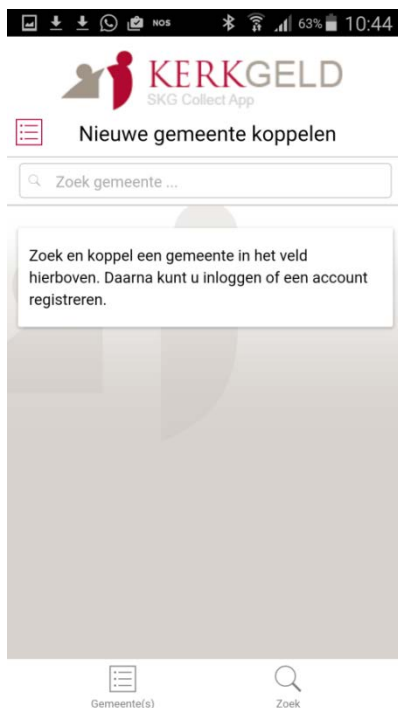 NOS 63% 10:44
KERKGELD
SKG Collect App
Nieuwe gemeente koppelen
Zoek gemeente ...
Zoek en koppel een gemeente in het veld
hierboven. Daarna kunt u inloggen of een account
registreren.
Gemeente(s) Zoek